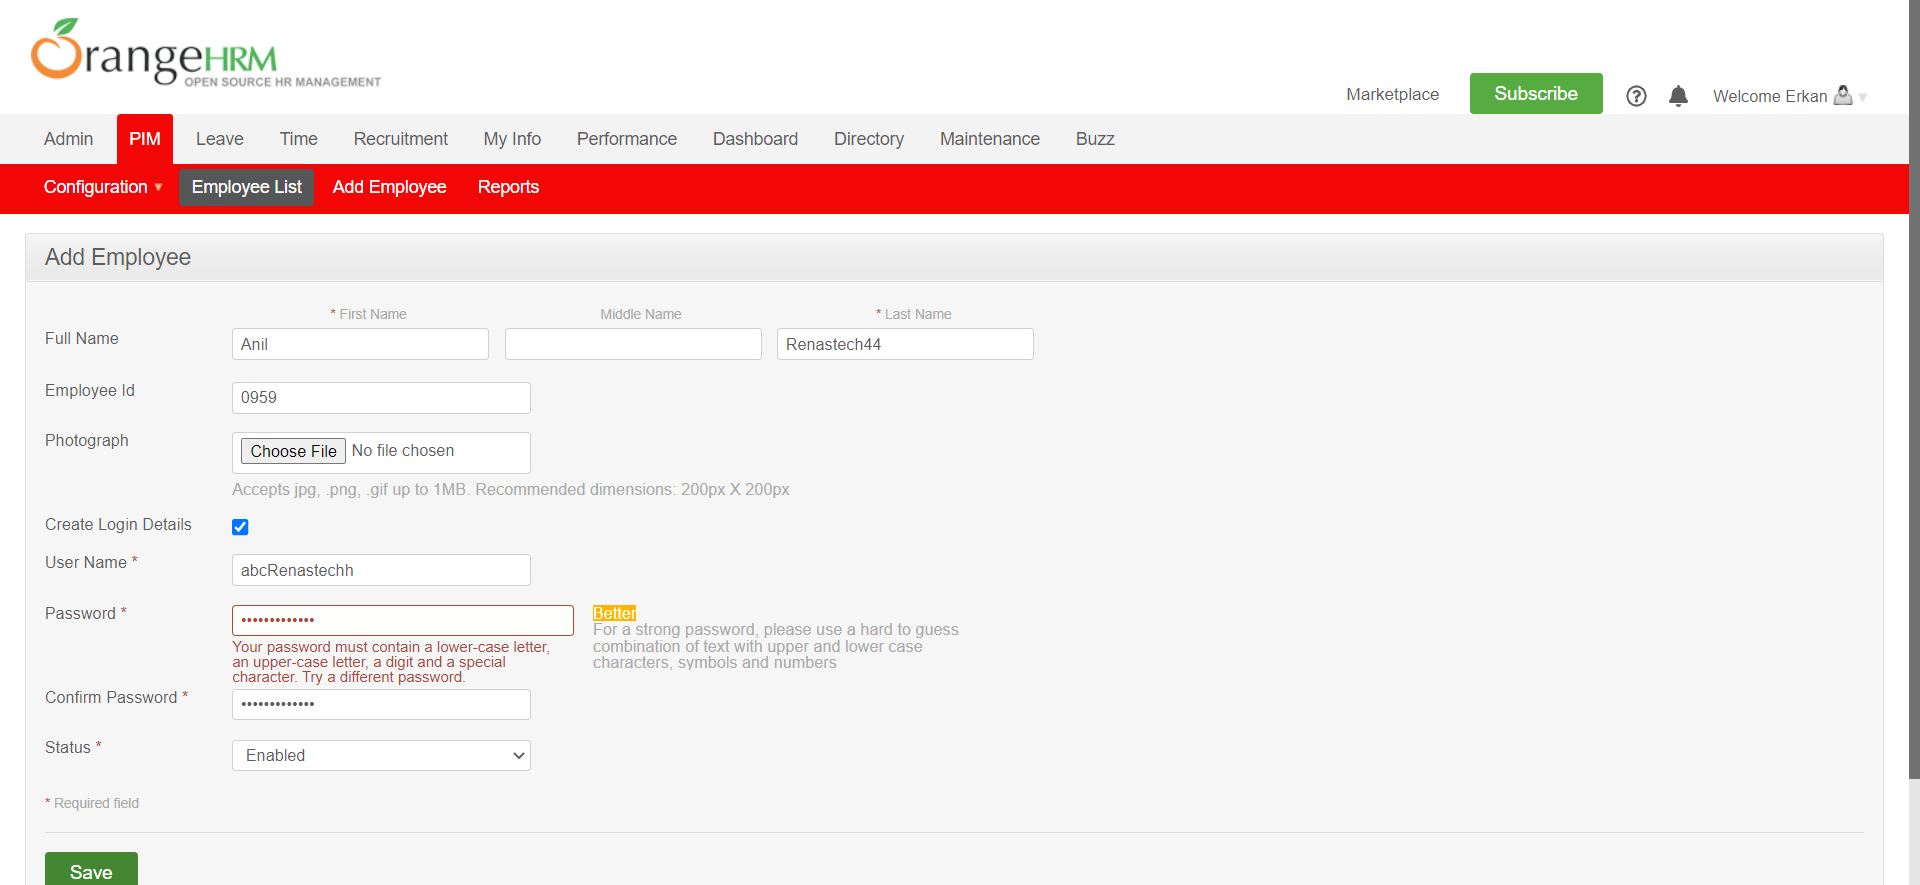 OrangeHRM
OPEN SOURCE HR MANAGEMENT
Marketplace
Subscribe
Welcome Erkan
Admin
PIM
Leave
Time
Recruitment
My Info
Performance
Dashboard
Directory
Maintenance
Buzz
Configuration
Employee List
Add Employee
Reports
Add Employee
* First Name
Middle Name
* Last Name
Full Name
Anil
Renastech44
Employee Id
0959
Photograph
Choose File No file chosen
Accepts jpg, .png, .gif up to 1MB. Recommended dimensions: 200px X 200px
Create Login Details
User Name *
abcRenastechh
Password *
•••••••••••••
Your password must contain a lower-case letter,
an upper-case letter, a digit and a special
character. Try a different password.
Better
For a strong password, please use a hard to guess
combination of text with upper and lower case
characters, symbols and numbers
Confirm Password *
•••••••••••••
Status *
Enabled
* Required field
Save